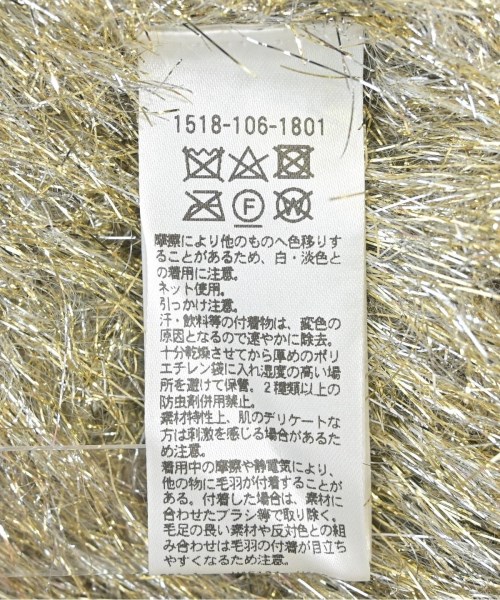 1518-106-1801
F
W
摩擦により他のものへ色移りす
ることがあるため、白・淡色と
の着用に注意。
ネット使用。
引っかけ注意。
汗・飲料等の付着物は、変色の
原因となるので速やかに除去。
十分乾燥させてから厚めのポリ
エチレン袋に入れ湿度の高い場
所を避けて保管。2種類以上の
防虫剤併用禁止。
素材特性上、肌のデリケートな
方は刺激を感じる場合があるため
注意。
着用中の摩擦や静電気により、
他の物に毛羽が付着することが
ある。付着した場合は、素材に
合わせたブラシ等で取り除く。
毛足の長い素材や反対色との組
み合わせは毛羽の付着が目立ち
やすくなるため注意。